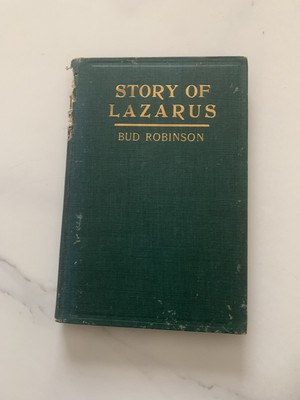 STORY OF
LAZARUS
BUD ROBINSON